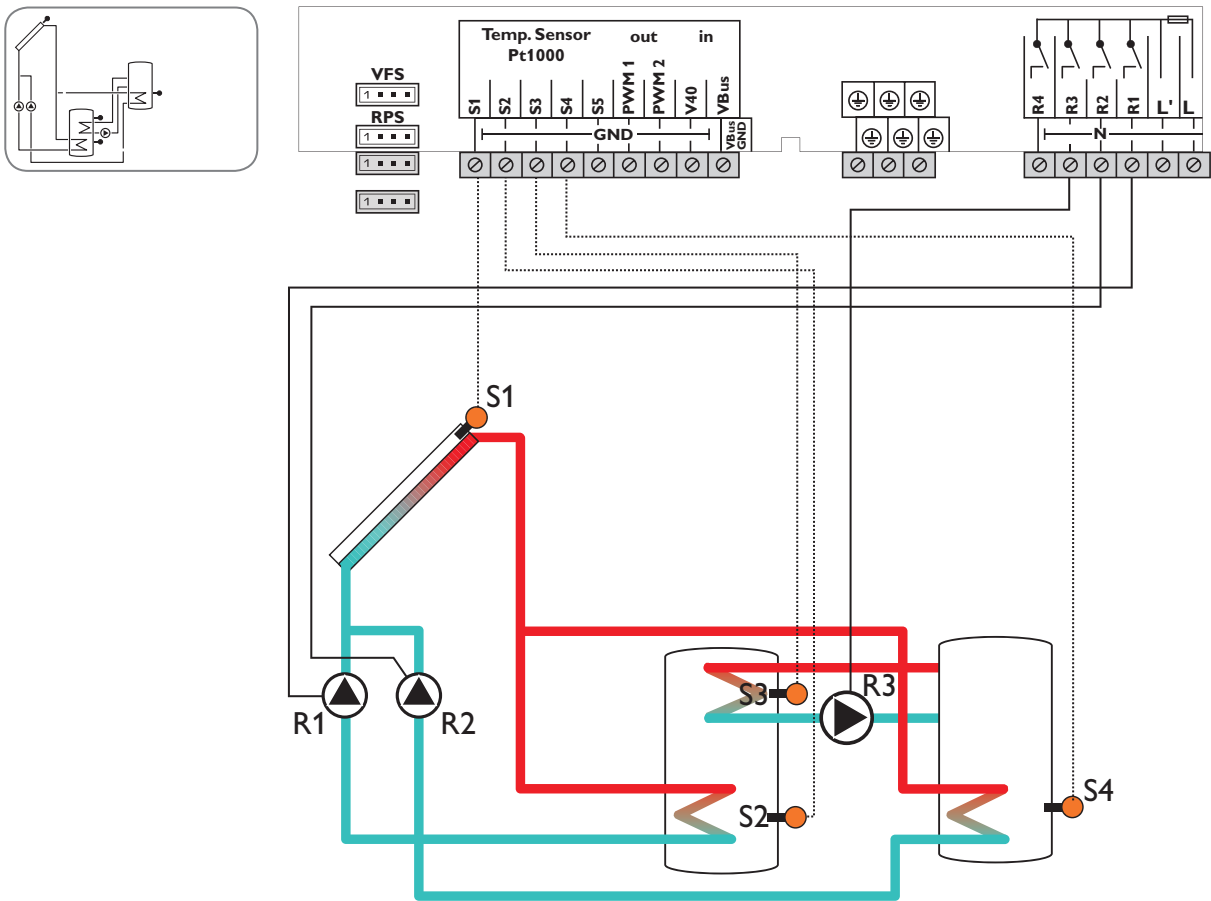 Temp. Sensor
Pt1000
out
in
VFS
1
RPS
1
1
1
S1
S2
S3
S4
S5
PWM 1
PWM 2
V40
VBus
GND
VBus
GND
R4
R3
R2
R1
L'
L
N
S1
S3
R3
R1
R2
S2
S4